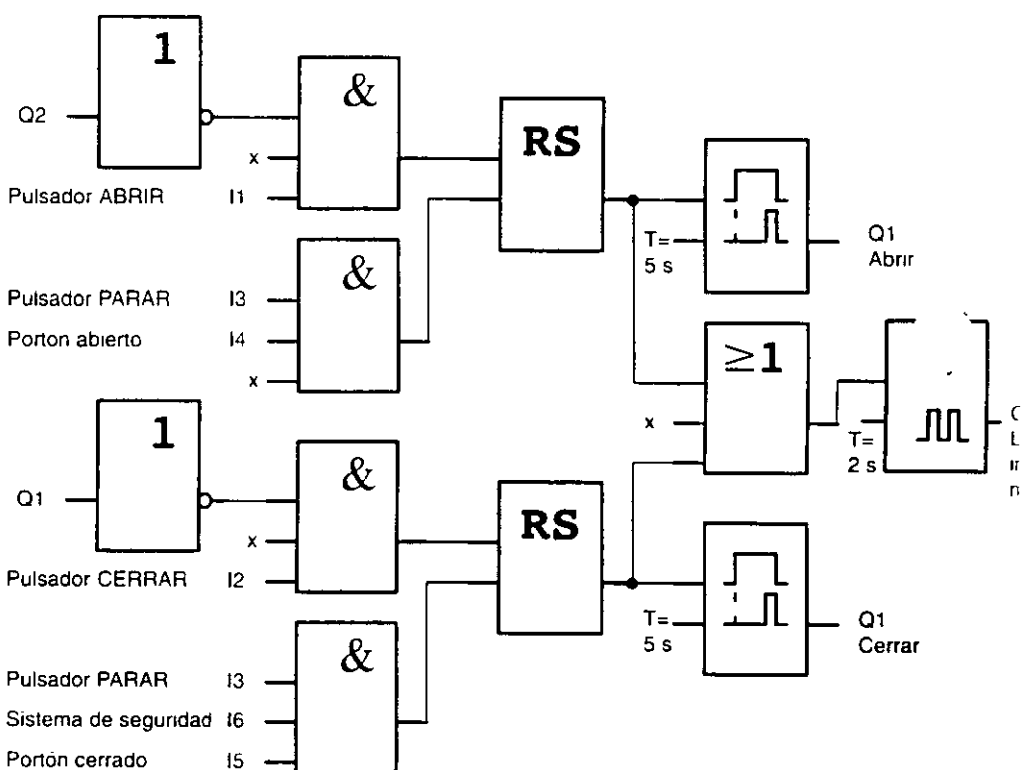 1
Q2
&
x
Pulsador ABRIR I1
RS
T=
5 s
Q1
Abrir
&
Pulsador PARAR I3
Porton abierto I4
x
≥1
x
T=
2 s
1
Q1
&
x
Pulsador CERRAR I2
RS
T=
5 s
Q1
Cerrar
&
Pulsador PARAR I3
Sistema de seguridad I6
Portón cerrado I5